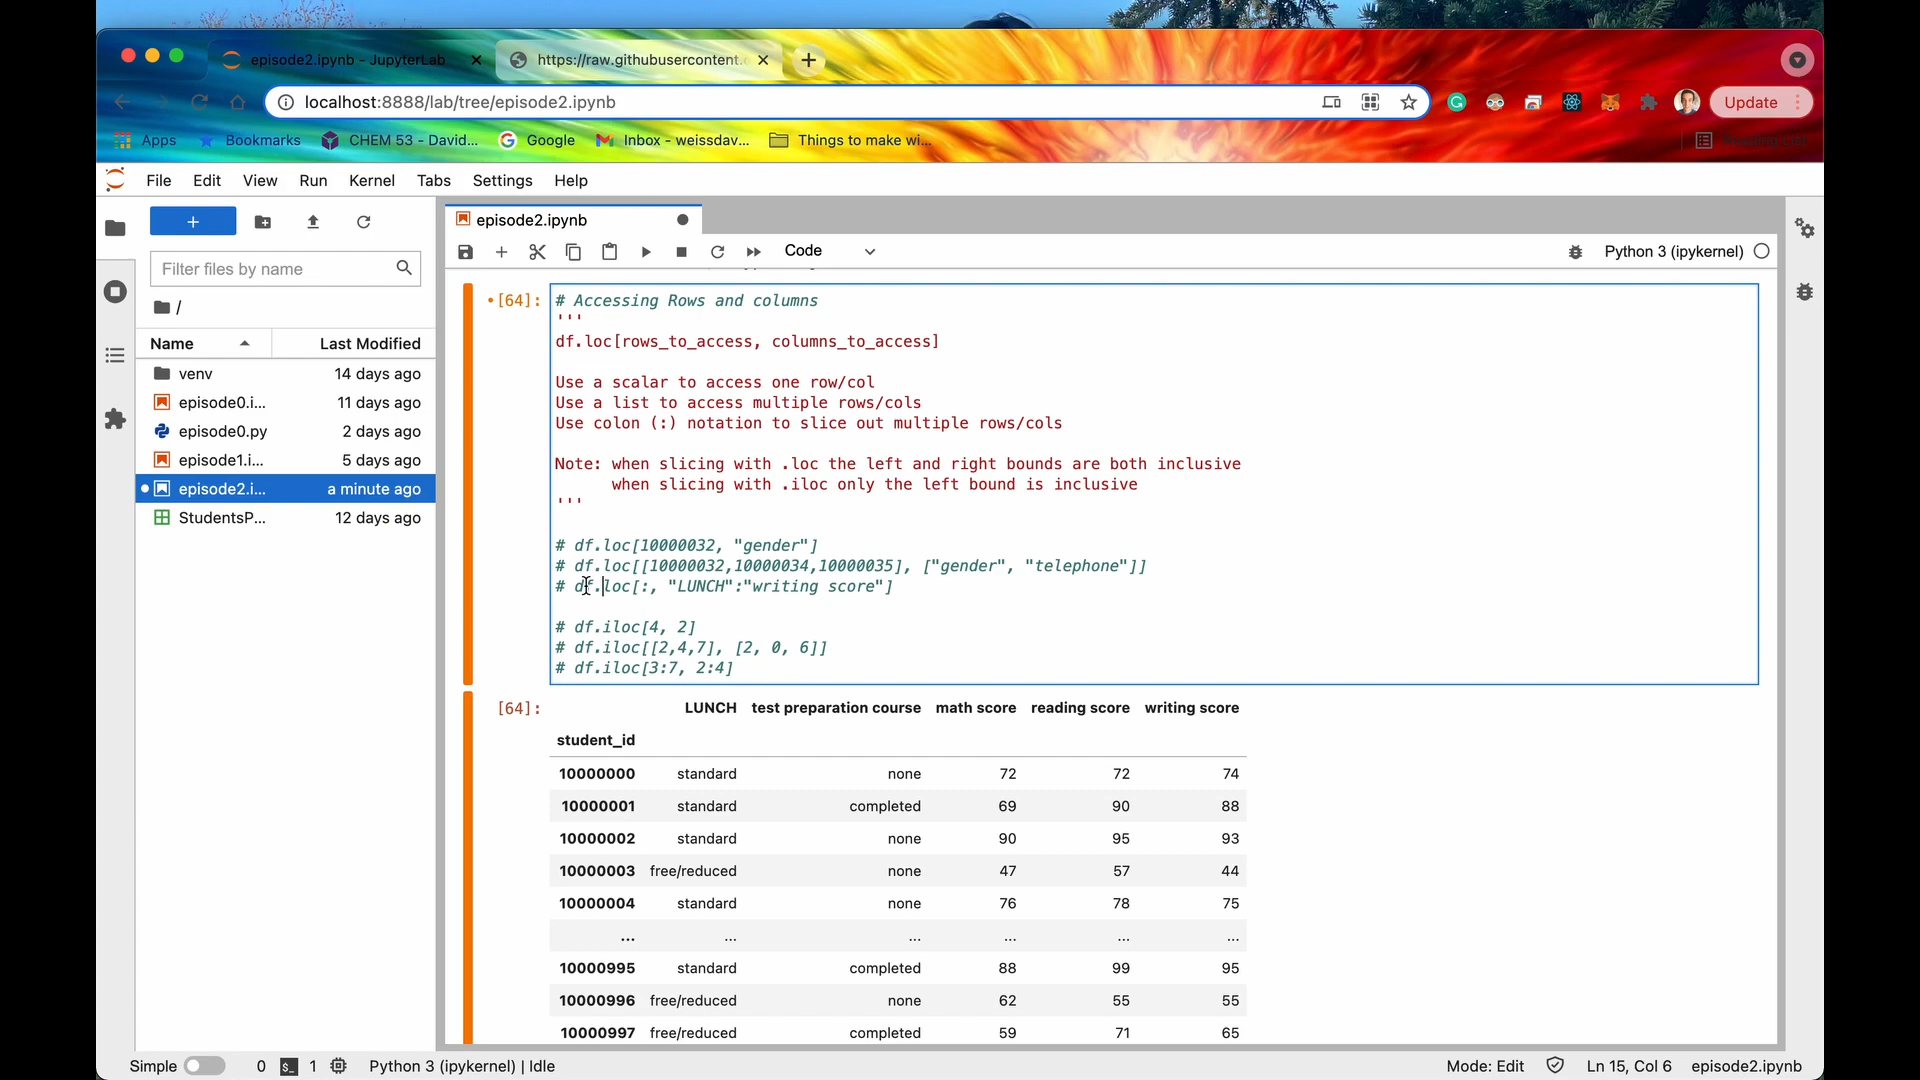 episode2.ipynb - JupyterLab
https://raw.githubusercontent.
localhost:8888/lab/tree/episode2.ipynb
Update
Apps
Bookmarks
CHEM 53 - David...
Google
Inbox - weissdav...
Things to make wi...
Reading List
File Edit View Run Kernel Tabs Settings Help
episode2.ipynb
Code
Python 3 (ipykernel)
Filter files by name
/
Name Last Modified
venv 14 days ago
episode0.i... 11 days ago
episode0.py 2 days ago
episode1.i... 5 days ago
episode2.i... a minute ago
StudentsP... 12 days ago
[64]:
# Accessing Rows and columns
'''
df.loc[rows_to_access, columns_to_access]
Use a scalar to access one row/col
Use a list to access multiple rows/cols
Use colon (:) notation to slice out multiple rows/cols
Note: when slicing with .loc the left and right bounds are both inclusive
when slicing with .iloc only the left bound is inclusive
'''
# df.loc[10000032, "gender"]
# df.loc[[10000032,10000034,10000035], ["gender", "telephone"]]
# df.loc[:, "LUNCH":"writing score"]
# df.iloc[4, 2]
# df.iloc[[2,4,7], [2, 0, 6]]
# df.iloc[3:7, 2:4]
[64]:
LUNCH test preparation course math score reading score writing score
student_id
10000000 standard none 72 72 74
10000001 standard completed 69 90 88
10000002 standard none 90 95 93
10000003 free/reduced none 47 57 44
10000004 standard none 76 78 75
... ... ... ... ... ...
10000995 standard completed 88 99 95
10000996 free/reduced none 62 55 55
10000997 free/reduced completed 59 71 65
Simple 0 $_ 1 Python 3 (ipykernel) | Idle Mode: Edit Ln 15, Col 6 episode2.ipynb